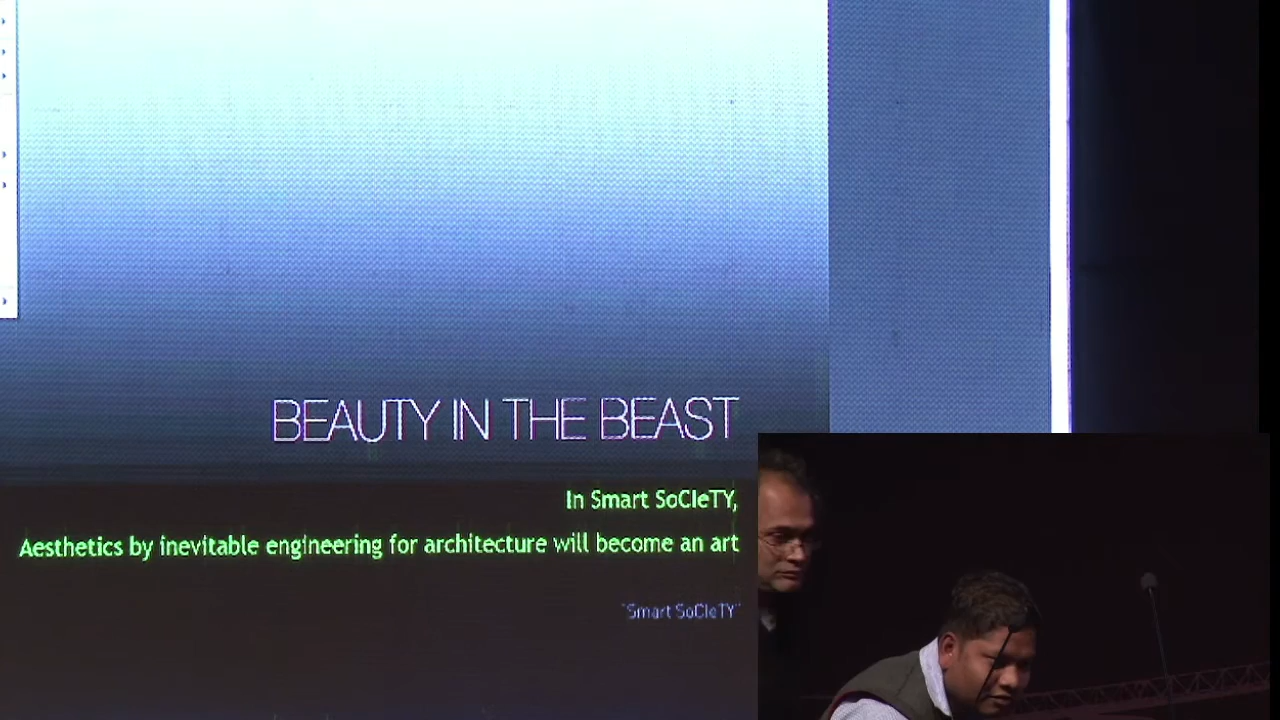 BEAUTY IN THE BEAST
In Smart SoCIeTY,
Aesthetics by inevitable engineering for architecture will become an art
"Smart SoCIeTY"